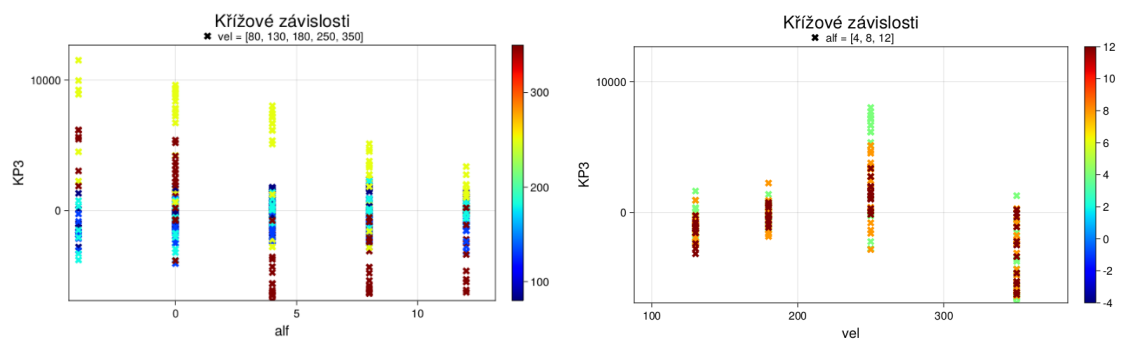 Křížové závislosti
✖ vel = [80, 130, 180, 250, 350]
10000
0
KP3
0
5
10
alf
300
200
100
Křížové závislosti
✖ alf = [4, 8, 12]
10000
0
KP3
100
200
300
vel
12
10
8
6
4
2
0
-2
-4